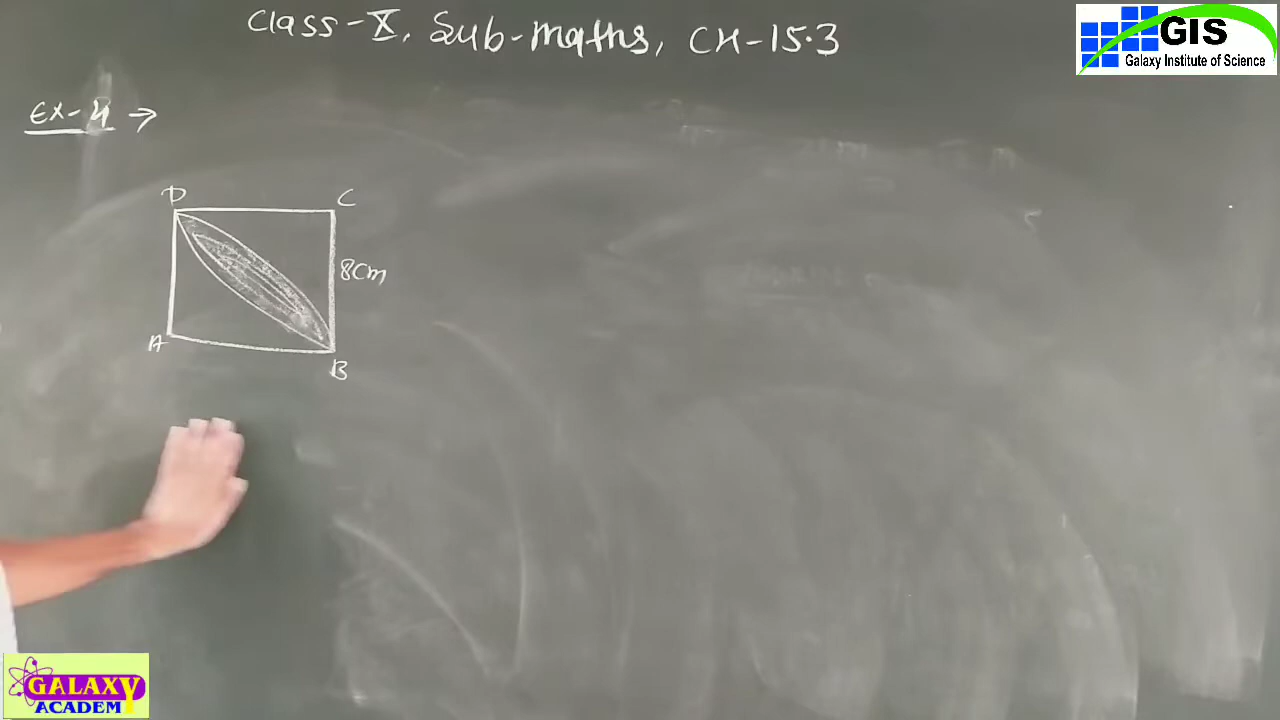 Class-X, Sub-maths, CH-15.3
GIS
Galaxy Institute of Science
Ex-4 →
D
C
8cm
A
B
GALAXY
ACADEM